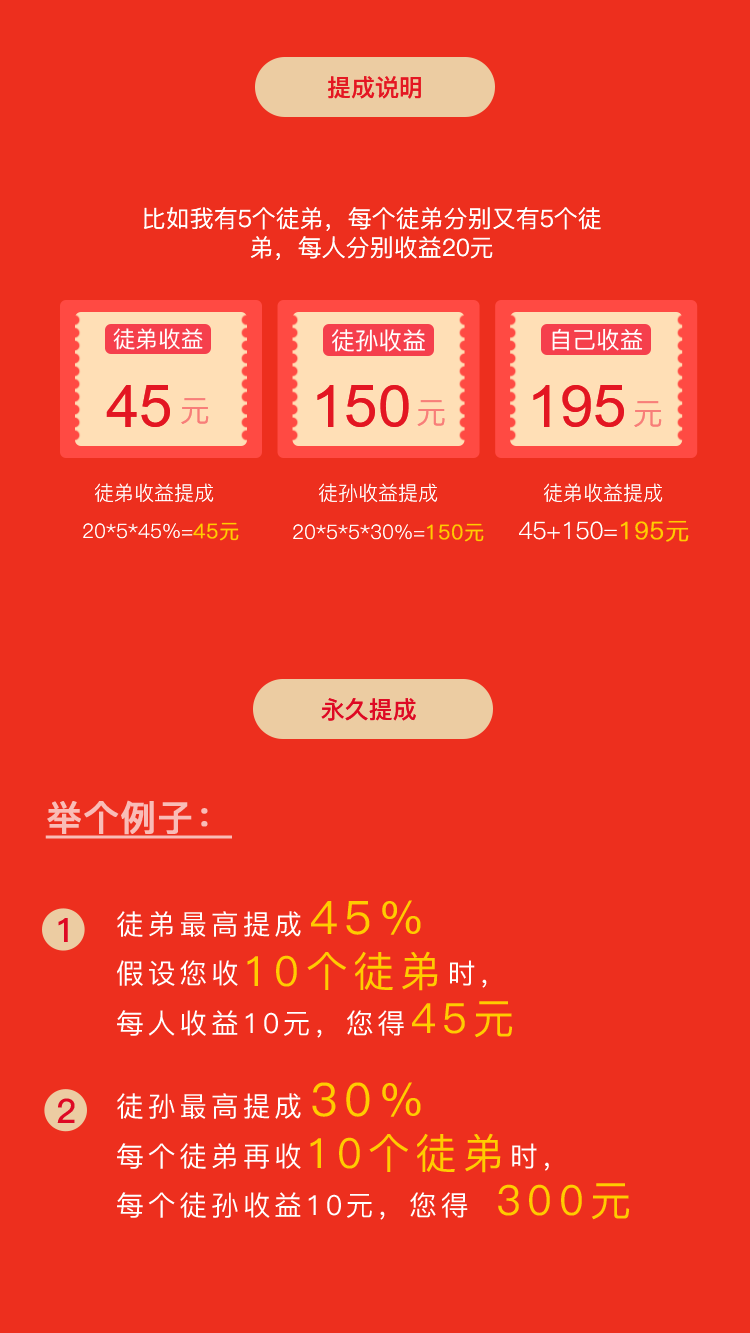 提成说明
比如我有5个徒弟，每个徒弟分别又有5个徒
弟，每人分别收益20元
徒弟收益
45元
徒孙收益
150元
自己收益
195元
徒弟收益提成
20*5*45%=45元
徒孙收益提成
20*5*5*30%=150元
徒弟收益提成
45+150=195元
永久提成
举个例子：
1
徒弟最高提成45%
假设您收10个徒弟时，
每人收益10元，您得45元
2
徒孙最高提成30%
每个徒弟再收10个徒弟时，
每个徒孙收益10元，您得 300元